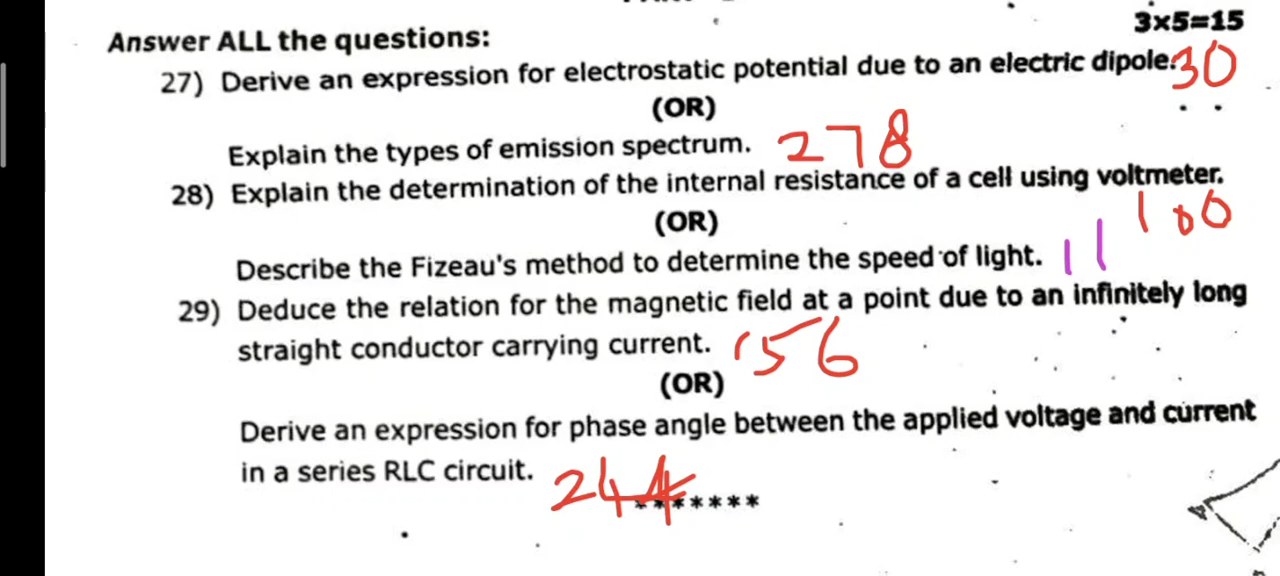 3x5=15
Answer ALL the questions:
27) Derive an expression for electrostatic potential due to an electric dipole. 30
(OR)
Explain the types of emission spectrum. 278
28) Explain the determination of the internal resistance of a cell using voltmeter.
100
(OR)
Describe the Fizeau's method to determine the speed of light. 11
29) Deduce the relation for the magnetic field at a point due to an infinitely long
straight conductor carrying current. 156
(OR)
Derive an expression for phase angle between the applied voltage and current
in a series RLC circuit. 244
*******